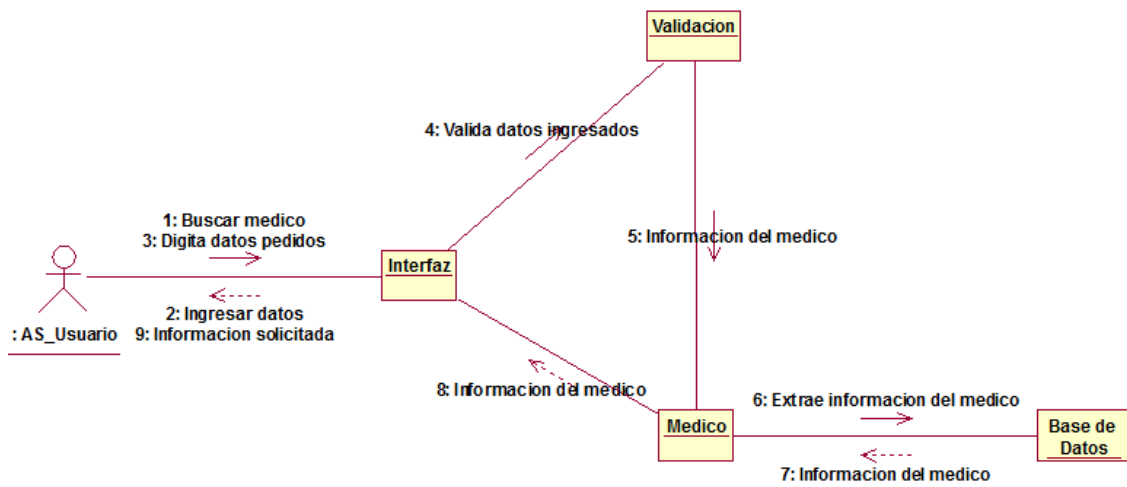 Validacion
4: Valida datos ingresados
1: Buscar medico
3: Digita datos pedidos
5: Informacion del medico
Interfaz
2: Ingresar datos
9: Informacion solicitada
: AS_Usuario
8: Informacion del medico
6: Extrae informacion del medico
Medico
Base de
Datos
7: Informacion del medico